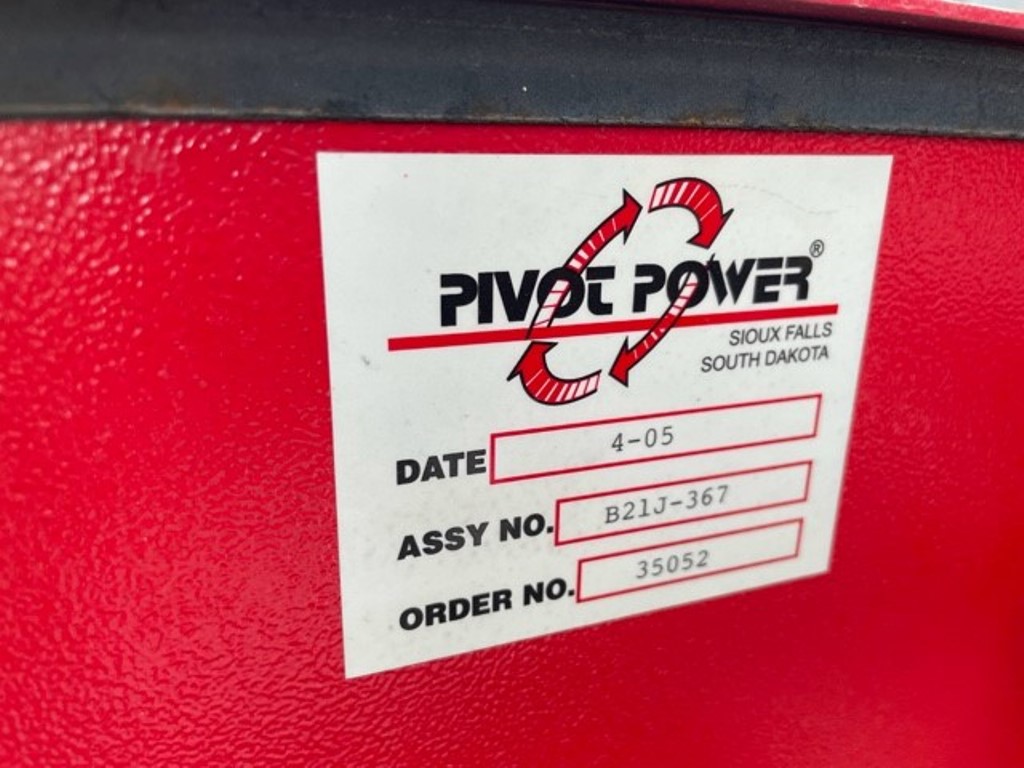 PIVOT POWER®
SIOUX FALLS
SOUTH DAKOTA
DATE 4-05
ASSY NO. B21J-367
ORDER NO. 35052